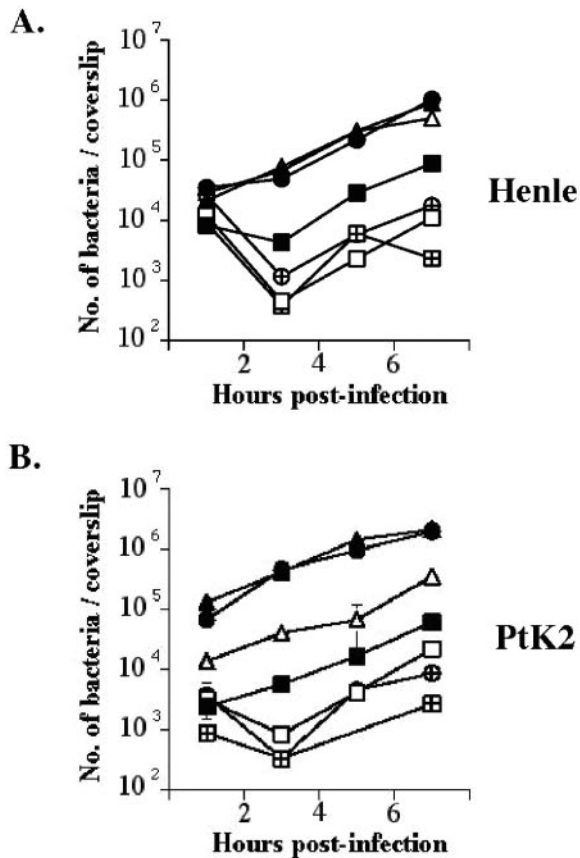 A.
10^7
10^6
10^5
10^4
10^3
10^2
No. of bacteria / coverslip
2 4 6
Hours post-infection
Henle
B.
10^7
10^6
10^5
10^4
10^3
10^2
No. of bacteria / coverslip
2 4 6
Hours post-infection
PtK2